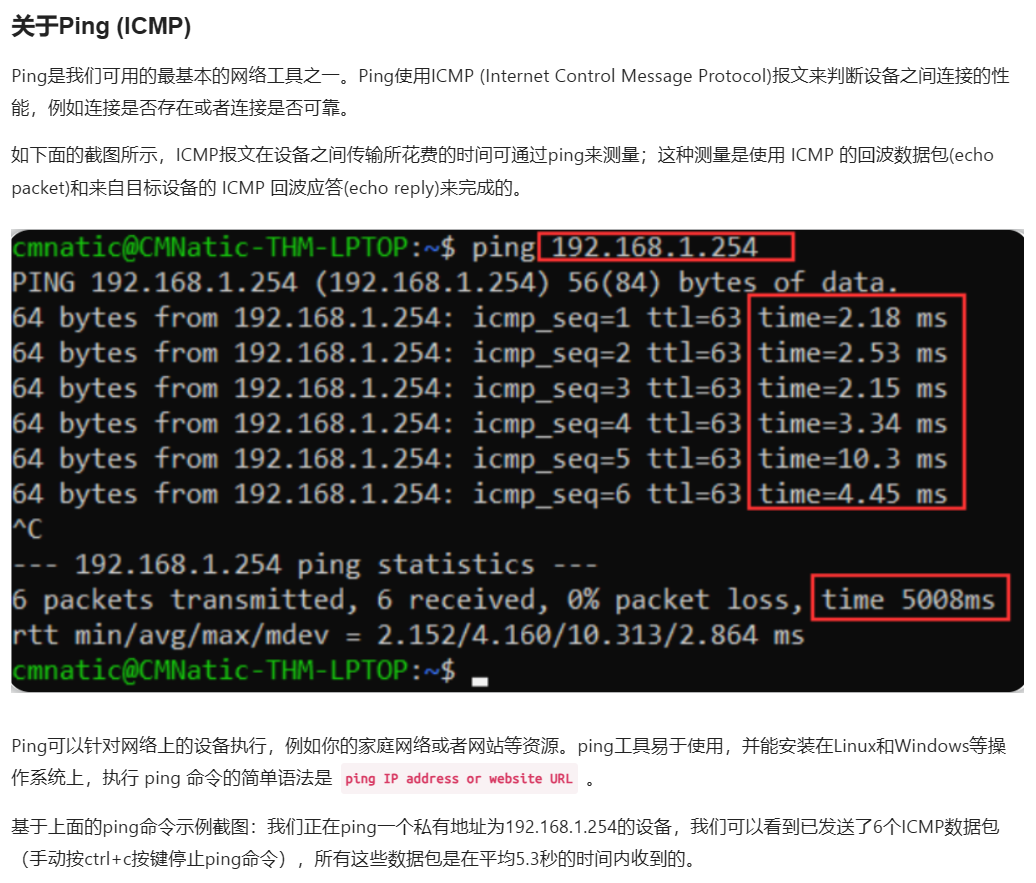 关于Ping (ICMP)
Ping是我们可用的最基本的网络工具之一。Ping使用ICMP (Internet Control Message Protocol)报文来判断设备之间连接的性
能，例如连接是否存在或者连接是否可靠。
如下面的截图所示，ICMP报文在设备之间传输所花费的时间可通过ping来测量；这种测量是使用 ICMP 的回波数据包(echo
packet)和来自目标设备的 ICMP 回波应答(echo reply)来完成的。
cmnatic@CMNatic-THM-LPTOP:~$ ping 192.168.1.254
PING 192.168.1.254 (192.168.1.254) 56(84) bytes of data.
64 bytes from 192.168.1.254: icmp_seq=1 ttl=63 time=2.18 ms
64 bytes from 192.168.1.254: icmp_seq=2 ttl=63 time=2.53 ms
64 bytes from 192.168.1.254: icmp_seq=3 ttl=63 time=2.15 ms
64 bytes from 192.168.1.254: icmp_seq=4 ttl=63 time=3.34 ms
64 bytes from 192.168.1.254: icmp_seq=5 ttl=63 time=10.3 ms
64 bytes from 192.168.1.254: icmp_seq=6 ttl=63 time=4.45 ms
^C
--- 192.168.1.254 ping statistics ---
6 packets transmitted, 6 received, 0% packet loss, time 5008ms
rtt min/avg/max/mdev = 2.152/4.160/10.313/2.864 ms
cmnatic@CMNatic-THM-LPTOP:~$
Ping可以针对网络上的设备执行，例如你的家庭网络或者网站等资源。ping工具易于使用，并能安装在Linux和Windows等操
作系统上，执行 ping 命令的简单语法是 ping IP address or website URL 。
基于上面的ping命令示例截图：我们正在ping一个私有地址为192.168.1.254的设备，我们可以看到已发送了6个ICMP数据包
（手动按ctrl+c按键停止ping命令），所有这些数据包是在平均5.3秒的时间内收到的。